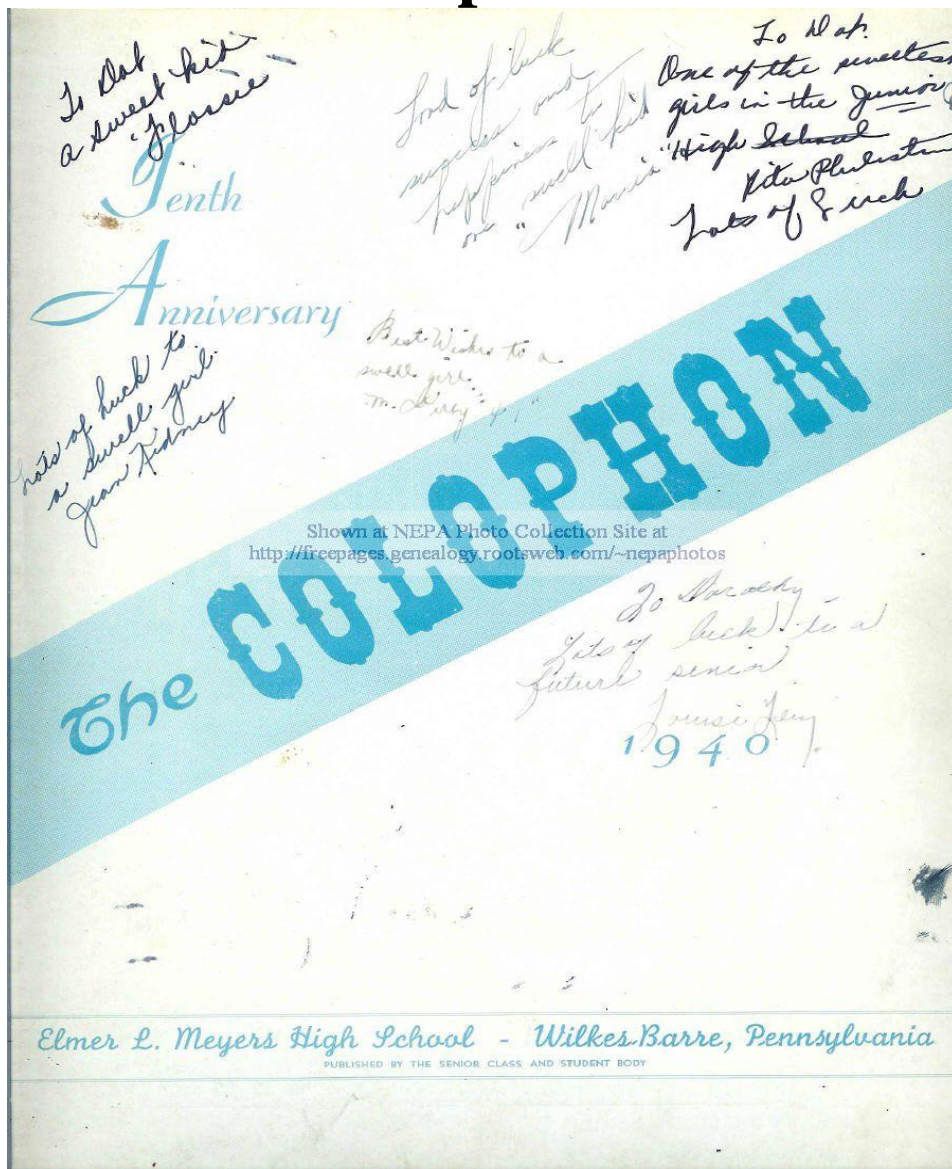 To Dot
a sweet kid
"Flossie"
Lots of luck
success and
happiness to
one swell kid
"Maria"
To Dot.
One of the sweetest
girls in the Junior
"High School
Rita
Lots of Luck
Tenth
Anniversary
Best Wishes to a
swell girl.
M.
Lots of luck to
a swell girl.
Jean Kidney
The COLOPHON
Shown at NEPA Photo Collection Site at
http://freepages.genealogy.rootsweb.com/~nepaphotos
To Dorothy
Lots of luck to a
future senior
Louise
1940
Elmer L. Meyers High School - Wilkes-Barre, Pennsylvania
PUBLISHED BY THE SENIOR CLASS AND STUDENT BODY